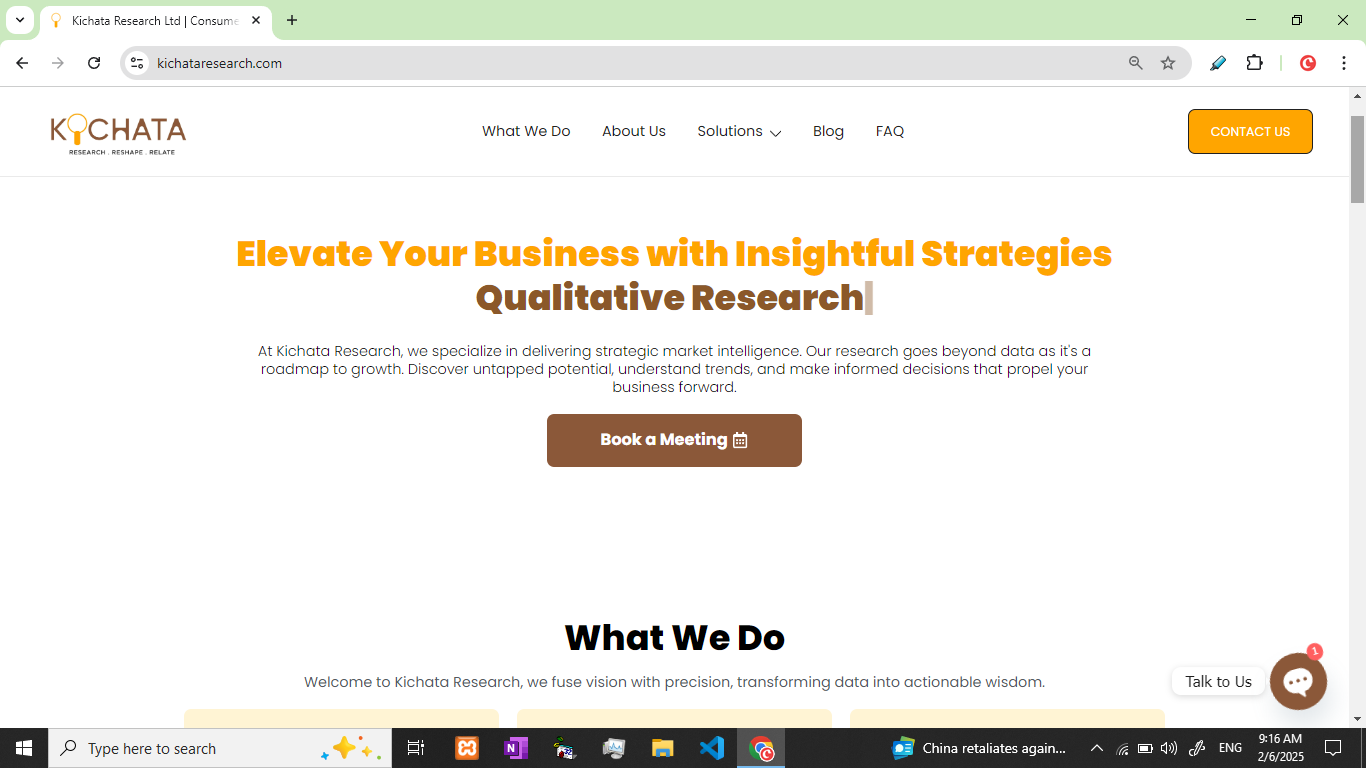 Kichata Research Ltd | Consume
kichataresearch.com
KICHATA
RESEARCH . RESHAPE . RELATE
What We Do
About Us
Solutions
Blog
FAQ
CONTACT US
Elevate Your Business with Insightful Strategies
Qualitative Research
At Kichata Research, we specialize in delivering strategic market intelligence. Our research goes beyond data as it's a
roadmap to growth. Discover untapped potential, understand trends, and make informed decisions that propel your
business forward.
Book a Meeting
What We Do
Welcome to Kichata Research, we fuse vision with precision, transforming data into actionable wisdom.
1
Talk to Us
Type here to search
N
China retaliates again...
ENG
9:16 AM
2/6/2025